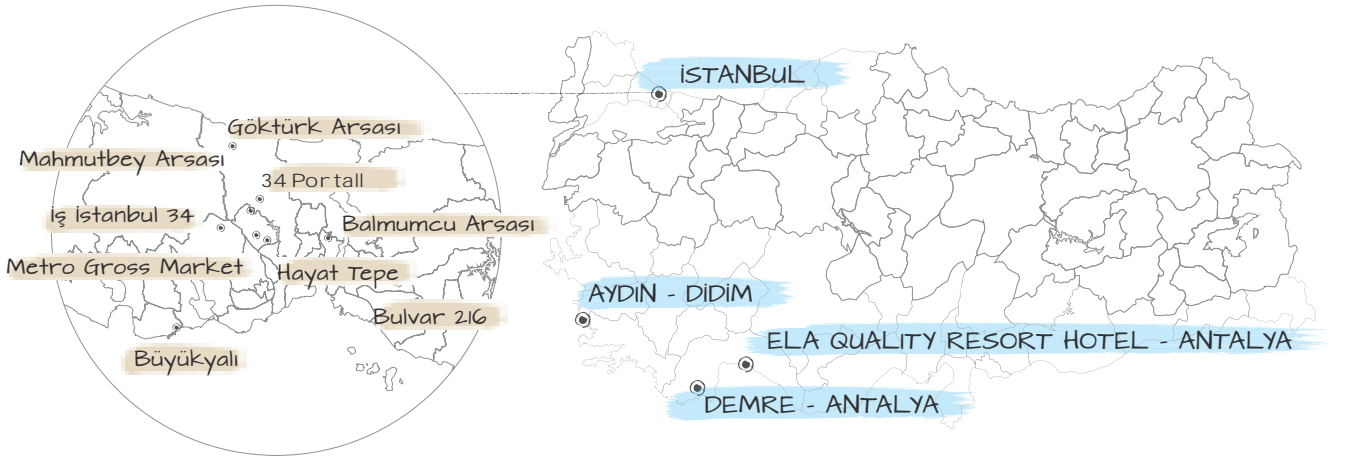 Göktürk Arsası
Mahmutbey Arsası
34 Portall
İş İstanbul 34
Balmumcu Arsası
Metro Gross Market
Hayat Tepe
Bulvar 216
Büyükyalı
İSTANBUL
AYDIN - DİDİM
ELA QUALITY RESORT HOTEL - ANTALYA
DEMRE - ANTALYA